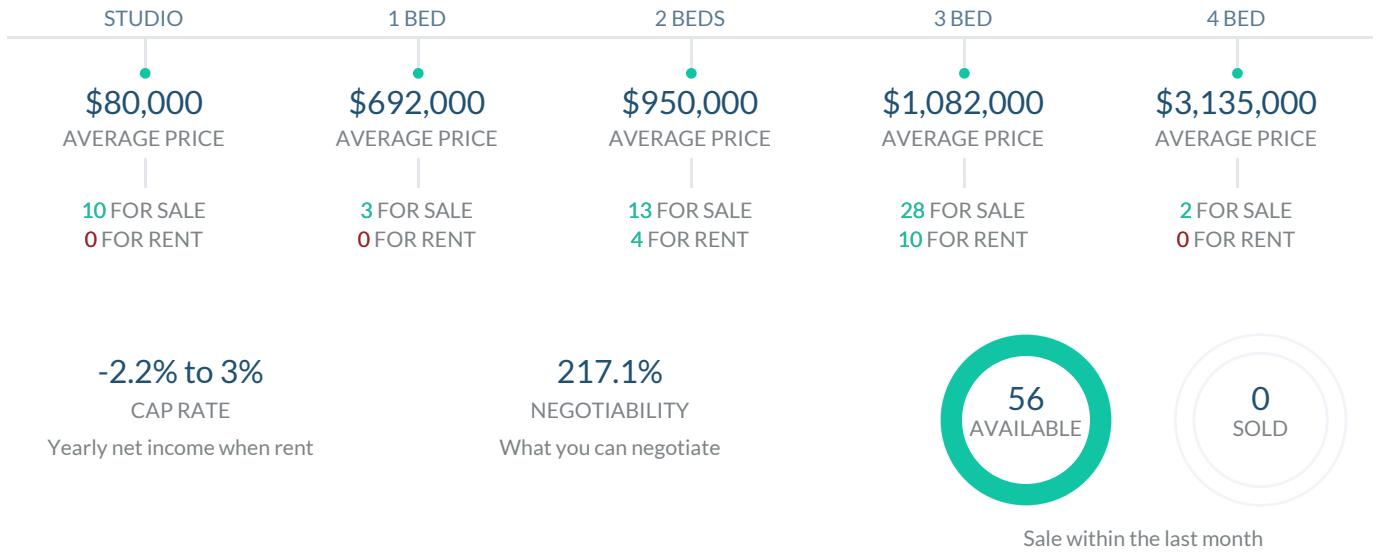 STUDIO 1 BED 2 BEDS 3 BED 4 BED
$80,000 $692,000 $950,000 $1,082,000 $3,135,000
AVERAGE PRICE AVERAGE PRICE AVERAGE PRICE AVERAGE PRICE AVERAGE PRICE
10 FOR SALE 3 FOR SALE 13 FOR SALE 28 FOR SALE 2 FOR SALE
0 FOR RENT 0 FOR RENT 4 FOR RENT 10 FOR RENT 0 FOR RENT
-2.2% to 3%
CAP RATE
Yearly net income when rent
217.1%
NEGOTIABILITY
What you can negotiate
56
AVAILABLE
0
SOLD
Sale within the last month